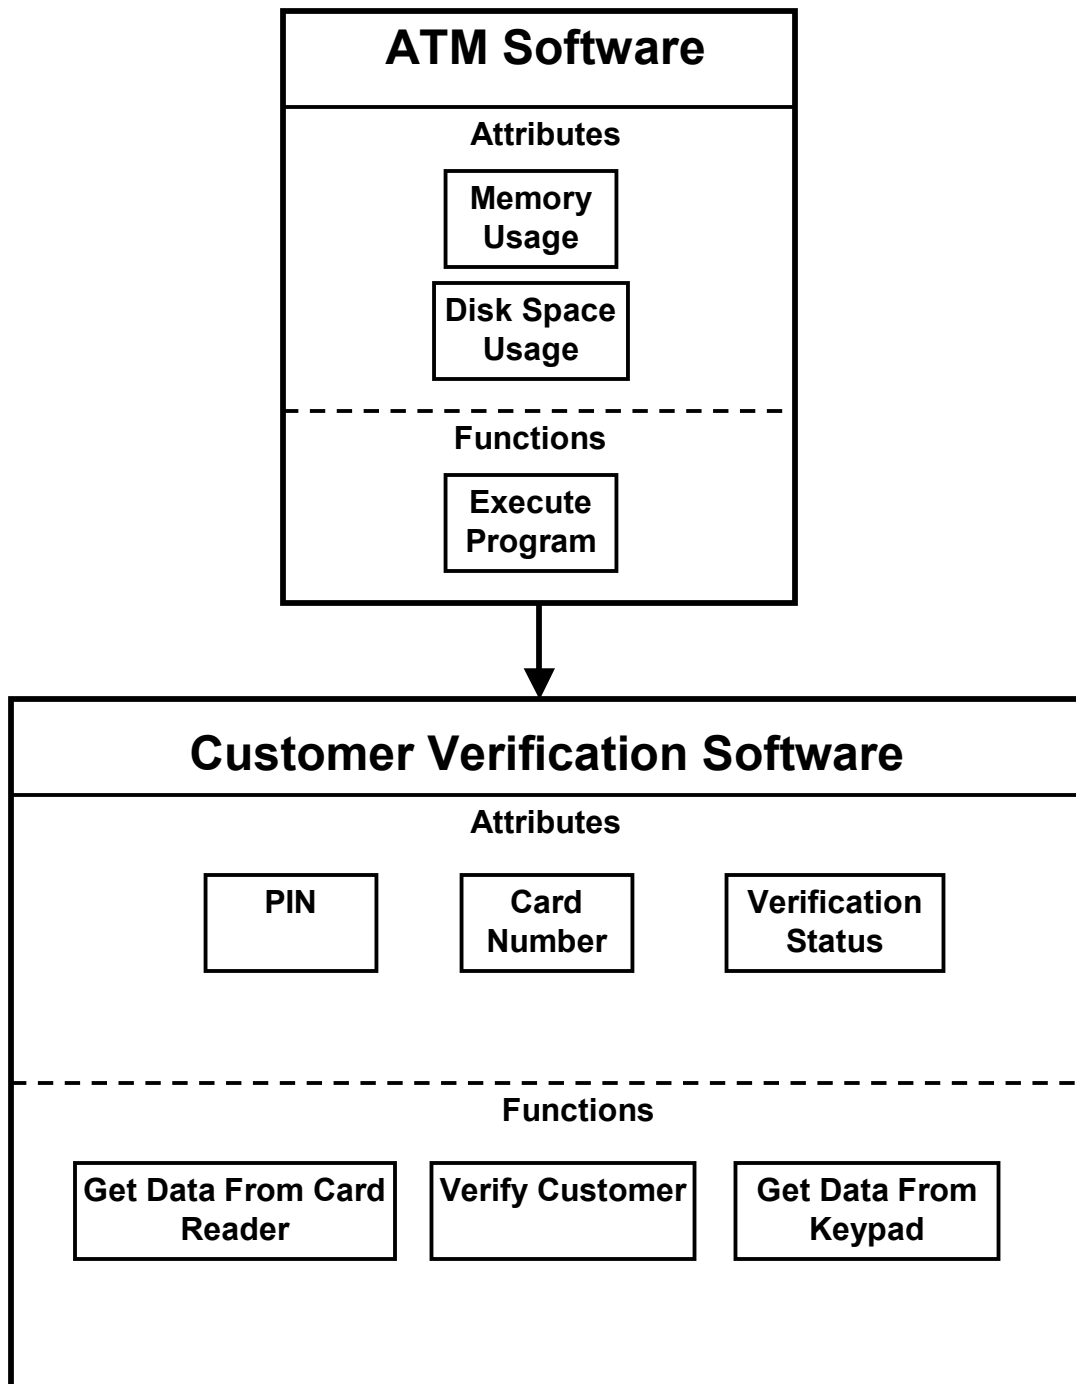 ATM Software
Attributes
Memory
Usage
Disk Space
Usage
Functions
Execute
Program
Customer Verification Software
Attributes
PIN
Card
Number
Verification
Status
Functions
Get Data From Card
Reader
Verify Customer
Get Data From
Keypad